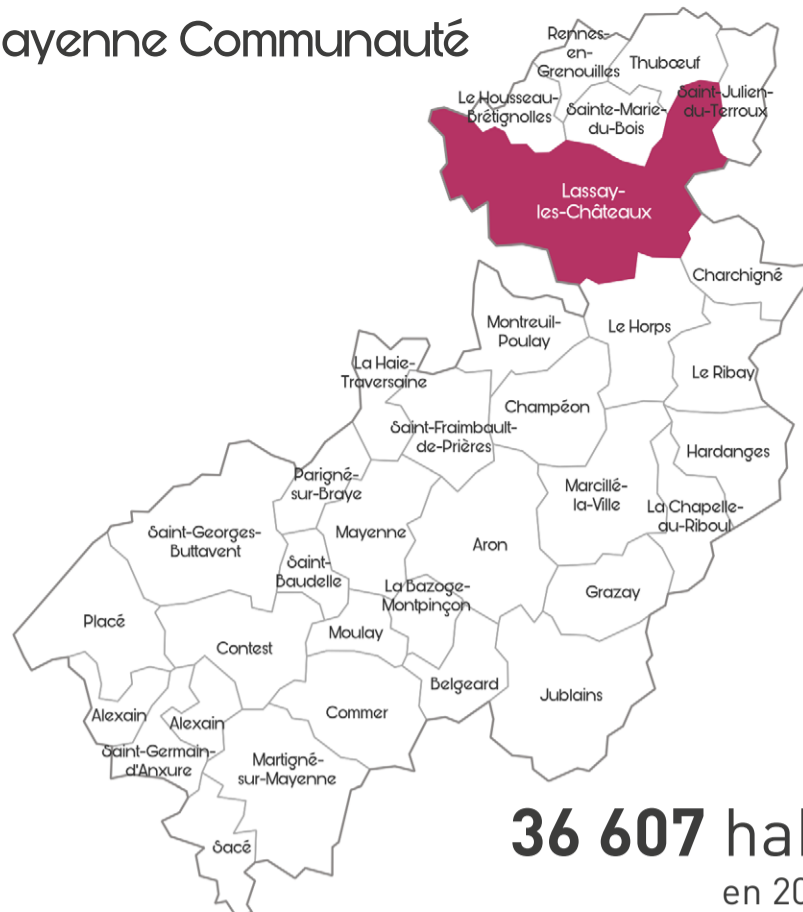 ayenne Communauté
Rennes-
en-
Grenouilles
Thubœuf
Le Housseau-
Brétignolles
Sainte-Marie-
du-Bois
Saint-Julien-
du-Terroux
Lassay-
les-Châteaux
Charchigné
Montreuil-
Poulay
Le Horps
Le Ribay
La Haie-
Traversaine
Champéon
Saint-Fraimbault-
de-Prières
Hardanges
Parigné-
sur-Braye
Marcillé-
la-Ville
La Chapelle-
au-Riboul
Saint-Georges-
Buttavent
Mayenne
Aron
Saint-
Baudelle
La Bazoge-
Montpinçon
Grazay
Placé
Moulay
Contest
Belgeard
Jublains
Alexain
Alexain
Commer
Saint-Germain-
d'Anxure
Martigné-
sur-Mayenne
Sacé
36 607 hal
en 20